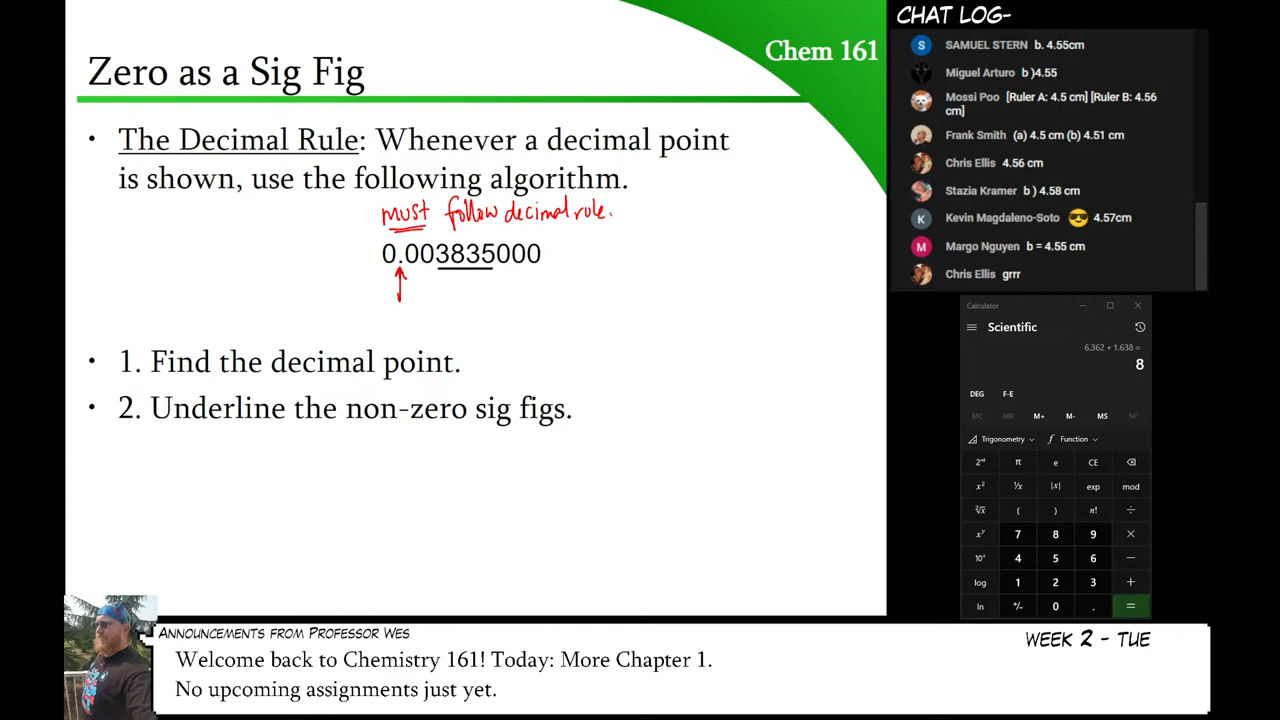 Chem 161
Zero as a Sig Fig
• The Decimal Rule: Whenever a decimal point
is shown, use the following algorithm.
must follow decimal rule.
0.003835000
• 1. Find the decimal point.
• 2. Underline the non-zero sig figs.
CHAT LOG-
S SAMUEL STERN b. 4.55cm
Miguel Arturo b )4.55
Mossi Poo [Ruler A: 4.5 cm] [Ruler B: 4.56
cm]
Frank Smith (a) 4.5 cm (b) 4.51 cm
Chris Ellis 4.56 cm
Stazia Kramer b ) 4.58 cm
K Kevin Magdaleno-Soto 😎 4.57cm
M Margo Nguyen b = 4.55 cm
Chris Ellis grrr
Calculator
Scientific
6.362 + 1.638 =
8
DEG F-E
MC MR M+ M- MS M˅
Trigonometry Function
2ⁿᵈ π e CE
x² ¹/x |x| exp mod
²√x ( ) n! ÷
xʸ 7 8 9 ×
10ˣ 4 5 6 −
log 1 2 3 +
ln +/− 0 . =
ANNOUNCEMENTS FROM PROFESSOR WES
WEEK 2 - TUE
Welcome back to Chemistry 161! Today: More Chapter 1.
No upcoming assignments just yet.